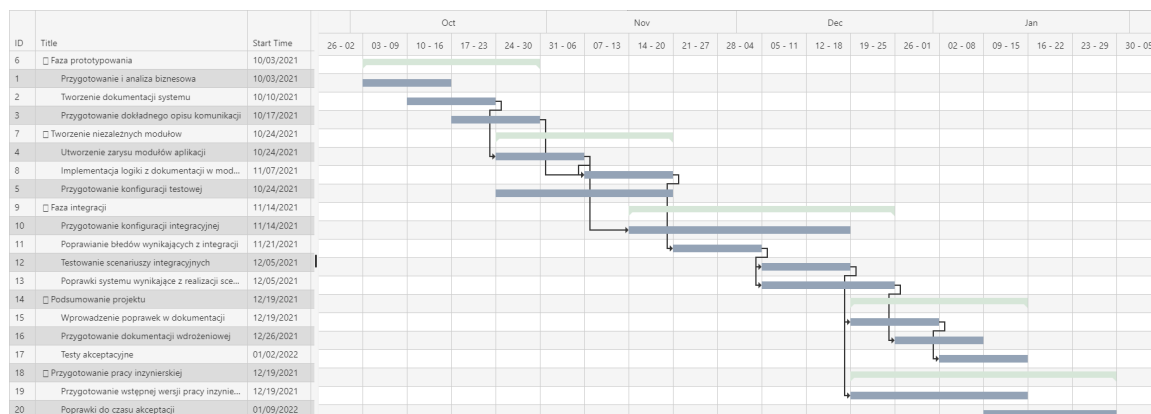 Oct Nov Dec Jan
ID Title Start Time 26 - 02 03 - 09 10 - 16 17 - 23 24 - 30 31 - 06 07 - 13 14 - 20 21 - 27 28 - 04 05 - 11 12 - 18 19 - 25 26 - 01 02 - 08 09 - 15 16 - 22 23 - 29 30 - 05
6 Faza prototypowania 10/03/2021
1 Przygotowanie i analiza biznesowa 10/03/2021
2 Tworzenie dokumentacji systemu 10/10/2021
3 Przygotowanie dokładnego opisu komunikacji 10/17/2021
7 Tworzenie niezależnych modułow 10/24/2021
4 Utworzenie zarysu modułów aplikacji 10/24/2021
8 Implementacja logiki z dokumentacji w mod... 11/07/2021
5 Przygotowanie konfiguracji testowej 10/24/2021
9 Faza integracji 11/14/2021
10 Przygotowanie konfiguracji integracyjnej 11/14/2021
11 Poprawianie błedów wynikających z integracji 11/21/2021
12 Testowanie scenariuszy integracyjnych 12/05/2021
13 Poprawki systemu wynikające z realizacji sce... 12/05/2021
14 Podsumowanie projektu 12/19/2021
15 Wprowodzenie poprawek w dokumentacji 12/19/2021
16 Przygotowanie dokumentacji wdrożeniowej 12/26/2021
17 Testy akceptacyjne 01/02/2022
18 Przygotowanie pracy inzynierskiej 12/19/2021
19 Przygotowanie wstępnej wersji pracy inzynie... 12/19/2021
20 Poprawki do czasu akceptacji 01/09/2022